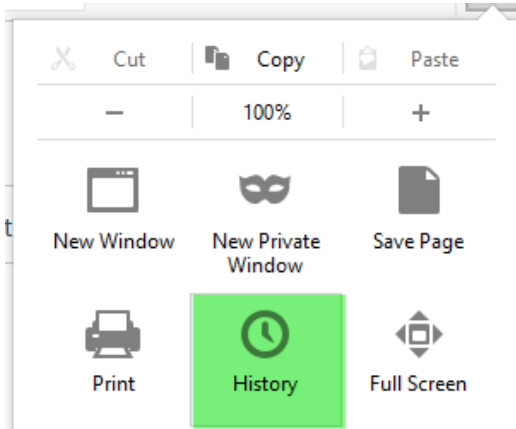 Cut Copy Paste
− 100% +
New Window New Private Window Save Page
Print History Full Screen